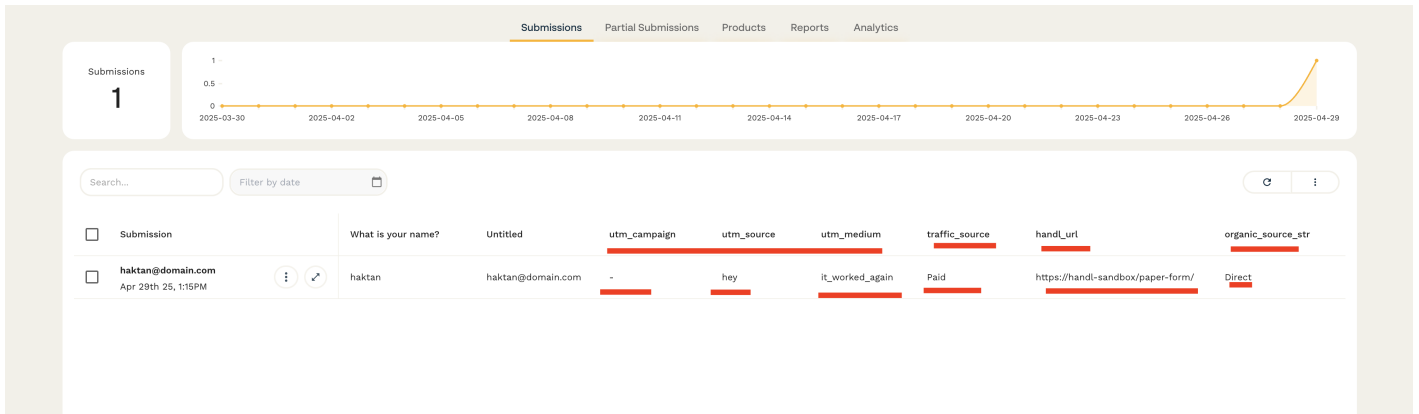 Submissions Partial Submissions Products Reports Analytics
Submissions
1
1
0.5
0
2025-03-30 2025-04-02 2025-04-05 2025-04-08 2025-04-11 2025-04-14 2025-04-17 2025-04-20 2025-04-23 2025-04-26 2025-04-29
Search... Filter by date
Submission What is your name? Untitled utm_campaign utm_source utm_medium traffic_source handl_url organic_source_str
haktan@domain.com haktan haktan@domain.com - hey it_worked_again Paid https://handl-sandbox/paper-form/ Direct
Apr 29th 25, 1:15PM